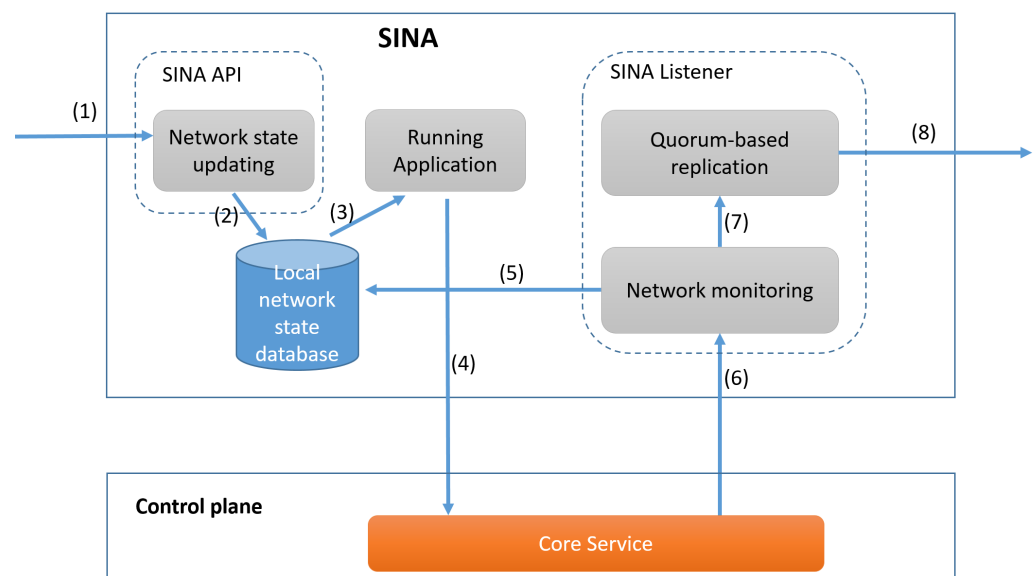 SINA
SINA API
SINA Listener
(1)
Network state
updating
Running
Application
Quorum-based
replication
(8)
(2)
(3)
(7)
Local
network
state
database
(5)
Network monitoring
(4)
(6)
Control plane
Core Service